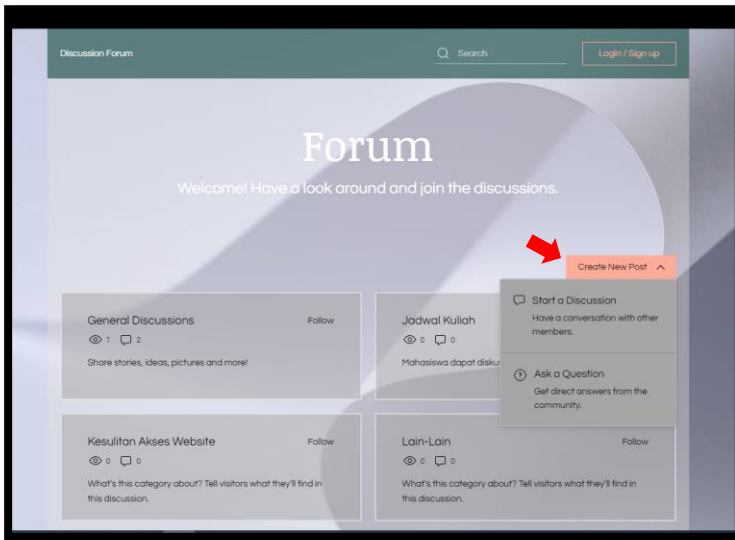 Discussion Forum
Search
Login / Sign up
Forum
Welcome! Have a look around and join the discussions.
Create New Post
Start a Discussion
Have a conversation with other
members.
Ask a Question
Get direct answers from the
community.
General Discussions
Follow
1 2
Share stories, ideas, pictures and more!
Jadwal Kuliah
0 0
Mahasiswa dapat disku
Kesulitan Akses Website
Follow
0 0
What's this category about? Tell visitors what they'll find in
this discussion.
Lain-Lain
Follow
0 0
What's this category about? Tell visitors what they'll find in
this discussion.